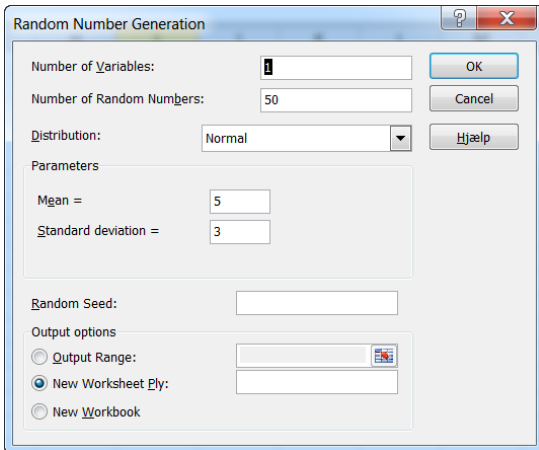 Random Number Generation
Number of Variables: 1 OK
Number of Random Numbers: 50 Cancel
Distribution: Normal Hjælp
Parameters
Mean = 5
Standard deviation = 3
Random Seed:
Output options
Output Range:
New Worksheet Ply:
New Workbook